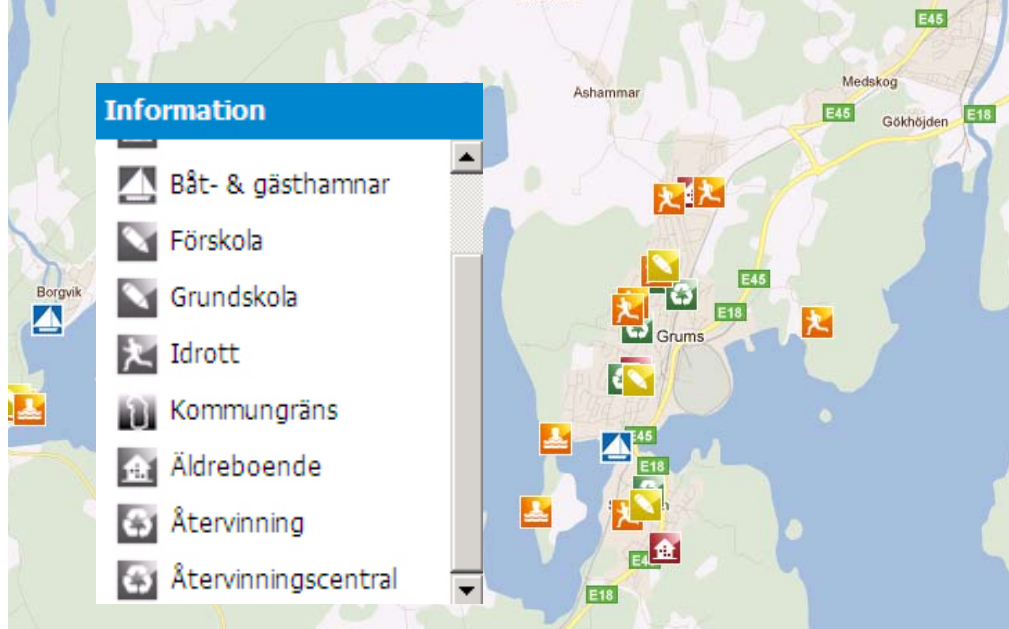 Information
Båt- & gästhamnar
Förskola
Grundskola
Idrott
Kommungräns
Äldreboende
Återvinning
Återvinningscentral
E45
Medskog
Ashammar
E45
Gökhöjden
E18
E45
Borgvik
E18
Grums
E45
E18
E18